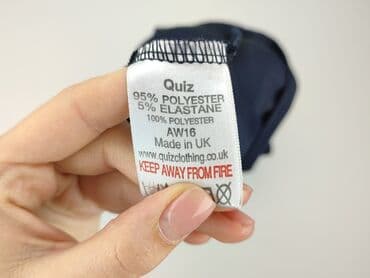 Quiz
95% POLYESTER
5% ELASTANE
100% POLYESTER
AW16
Made in UK
www.quizclothing.co.uk
KEEP AWAY FROM FIRE